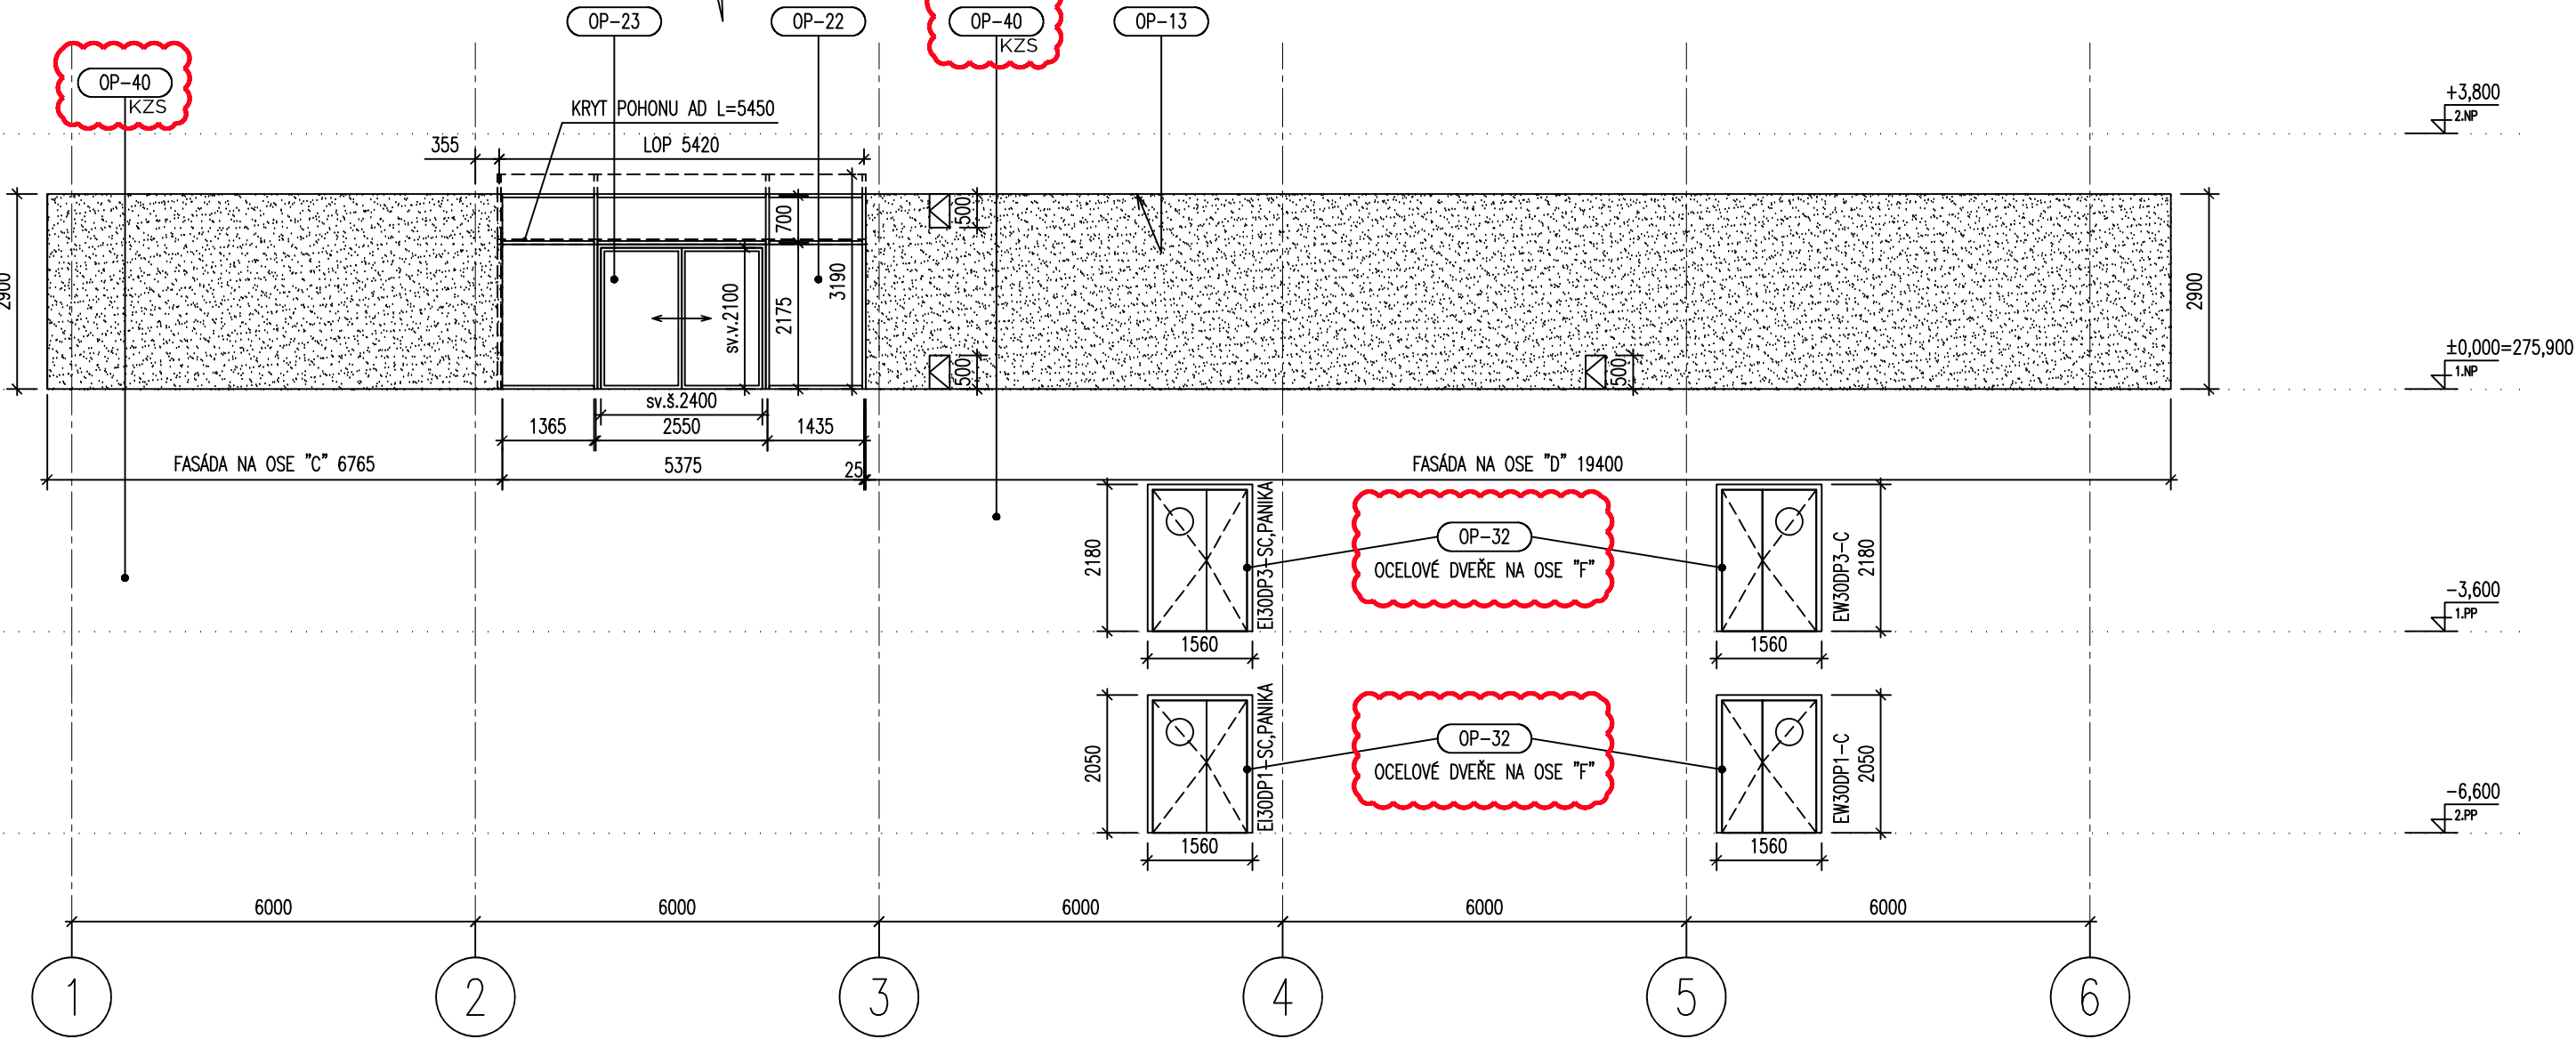 OP-23
OP-22
OP-40
KZS
OP-13
OP-40
KZS
KRYT POHONU AD L=5450
+3,800
2.NP
355
LOP 5420
2900
700
500
3190
sv.v.2100
2175
500
500
2900
±0,000=275,900
1.NP
sv.š.2400
1365
2550
1435
FASÁDA NA OSE "C" 6765
5375
25
FASÁDA NA OSE "D" 19400
2180
EI30DP3-SC,PANIKA
OP-32
OCELOVÉ DVEŘE NA OSE "F"
EW30DP3-C
2180
-3,600
1.PP
1560
1560
2050
EI30DP1-SC,PANIKA
OP-32
OCELOVÉ DVEŘE NA OSE "F"
EW30DP1-C
2050
-6,600
2.PP
1560
1560
6000
6000
6000
6000
6000
1
2
3
4
5
6